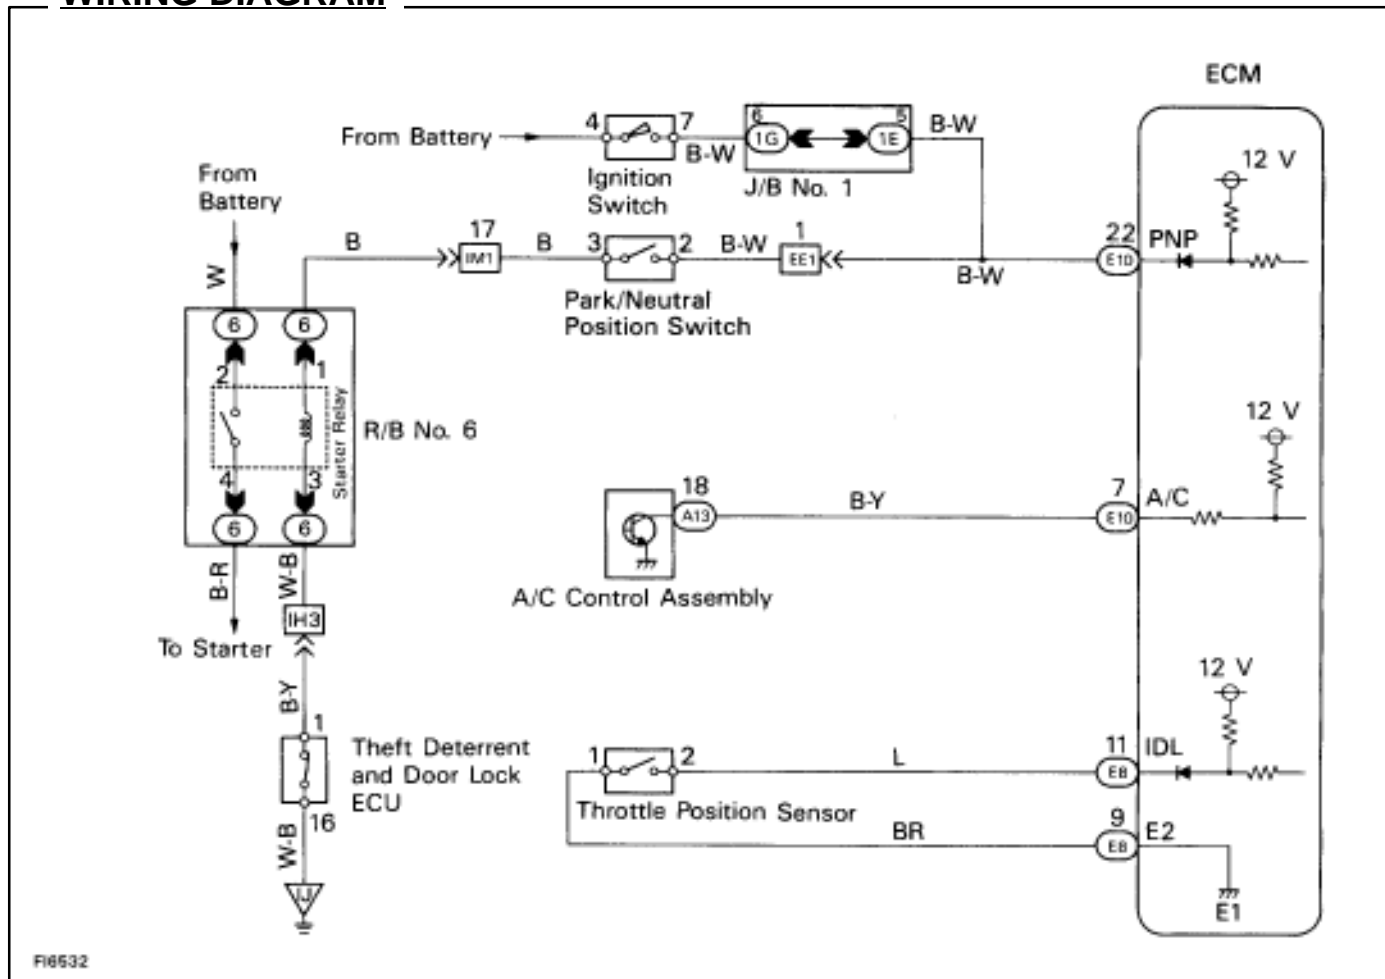 WIRING DIAGRAM
ECM
From Battery
4
7
B-W
6
1G
5
1E
B-W
J/B No. 1
Ignition
Switch
12 V
From
Battery
W
B
17
IM1
B
3
2
B-W
1
EE1
B-W
22
E10
PNP
Park/Neutral
Position Switch
6
6
2
1
Starter Relay
R/B No. 6
4
3
6
6
B-R
W-B
To Starter
IH3
B-Y
1
Theft Deterrent
and Door Lock
ECU
16
W-B
IJ
18
A13
B-Y
7
E10
A/C
12 V
A/C Control Assembly
12 V
1
2
L
11
E8
IDL
Throttle Position Sensor
BR
9
E8
E2
E1
FI6532